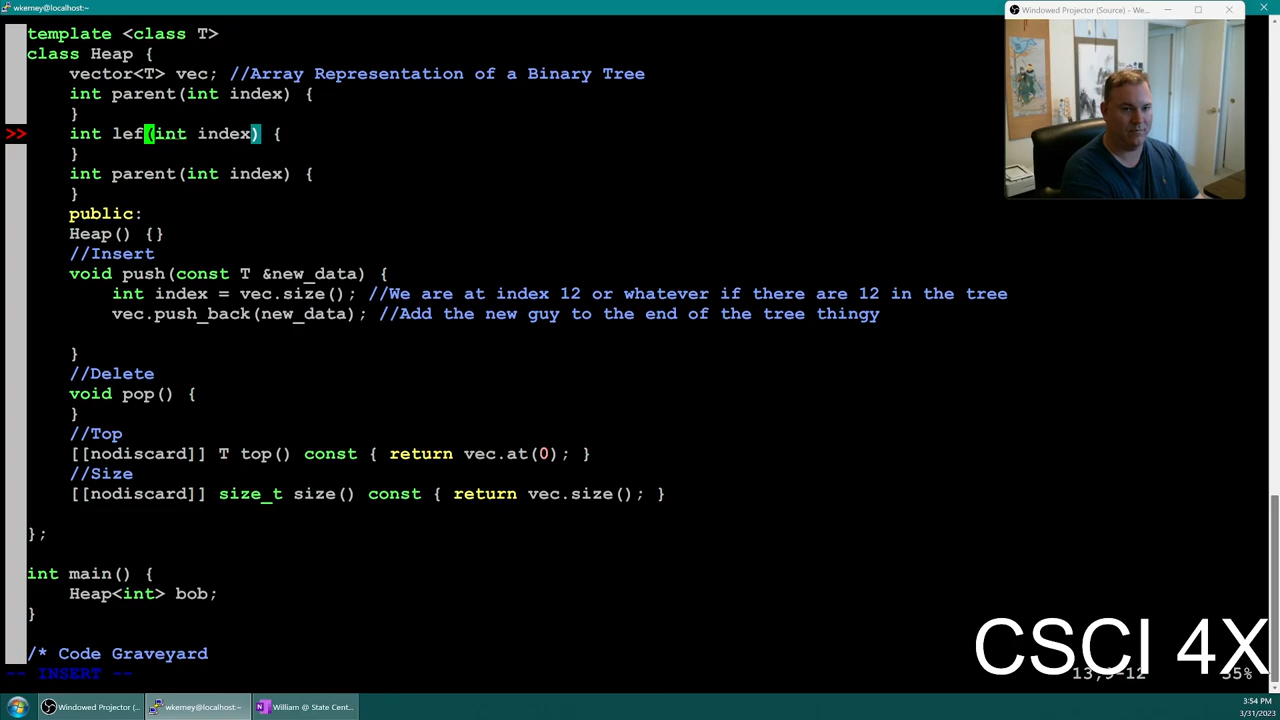 wkerney@localhost:~
Windowed Projector (Source) - We...
template <class T>
class Heap {
vector<T> vec; //Array Representation of a Binary Tree
int parent(int index) {
}
>> int lef(int index) {
}
int parent(int index) {
}
public:
Heap() {}
//Insert
void push(const T &new_data) {
int index = vec.size(); //We are at index 12 or whatever if there are 12 in the tree
vec.push_back(new_data); //Add the new guy to the end of the tree thingy
}
//Delete
void pop() {
}
//Top
[[nodiscard]] T top() const { return vec.at(0); }
//Size
[[nodiscard]] size_t size() const { return vec.size(); }
};
int main() {
Heap<int> bob;
}
/* Code Graveyard
CSCI 4X
-- INSERT --
Windowed Projector (...
wkerney@localhost:~
William @ State Cent...
3:54 PM
3/31/2023